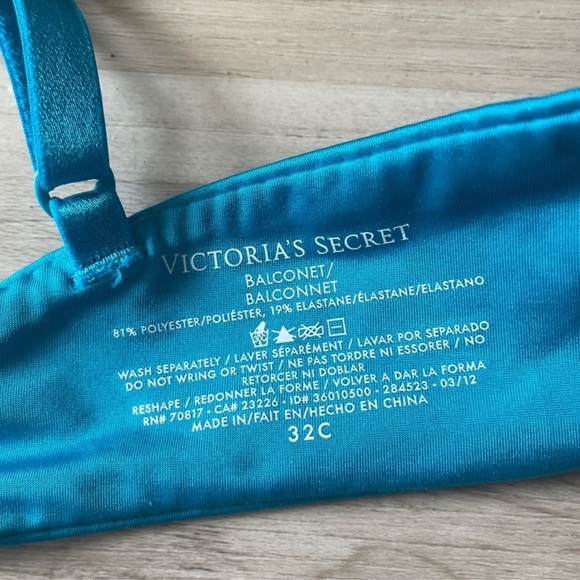 VICTORIA'S SECRET
BALCONET/
BALCONNET
81% POLYESTER/POLIÉSTER, 19% ELASTANE/ÉLASTANE/ELASTANO
WASH SEPARATELY / LAVER SÉPARÉMENT / LAVAR POR SEPARADO
DO NOT WRING OR TWIST / NE PAS TORDRE NI ESSORER / NO
RETORCER NI DOBLAR
RESHAPE / REDONNER LA FORME / VOLVER A DAR LA FORMA
RN# 70817 - CA# 23226 - ID# 36010500 - 284523 - 03/12
MADE IN/FAIT EN/HECHO EN CHINA
32C